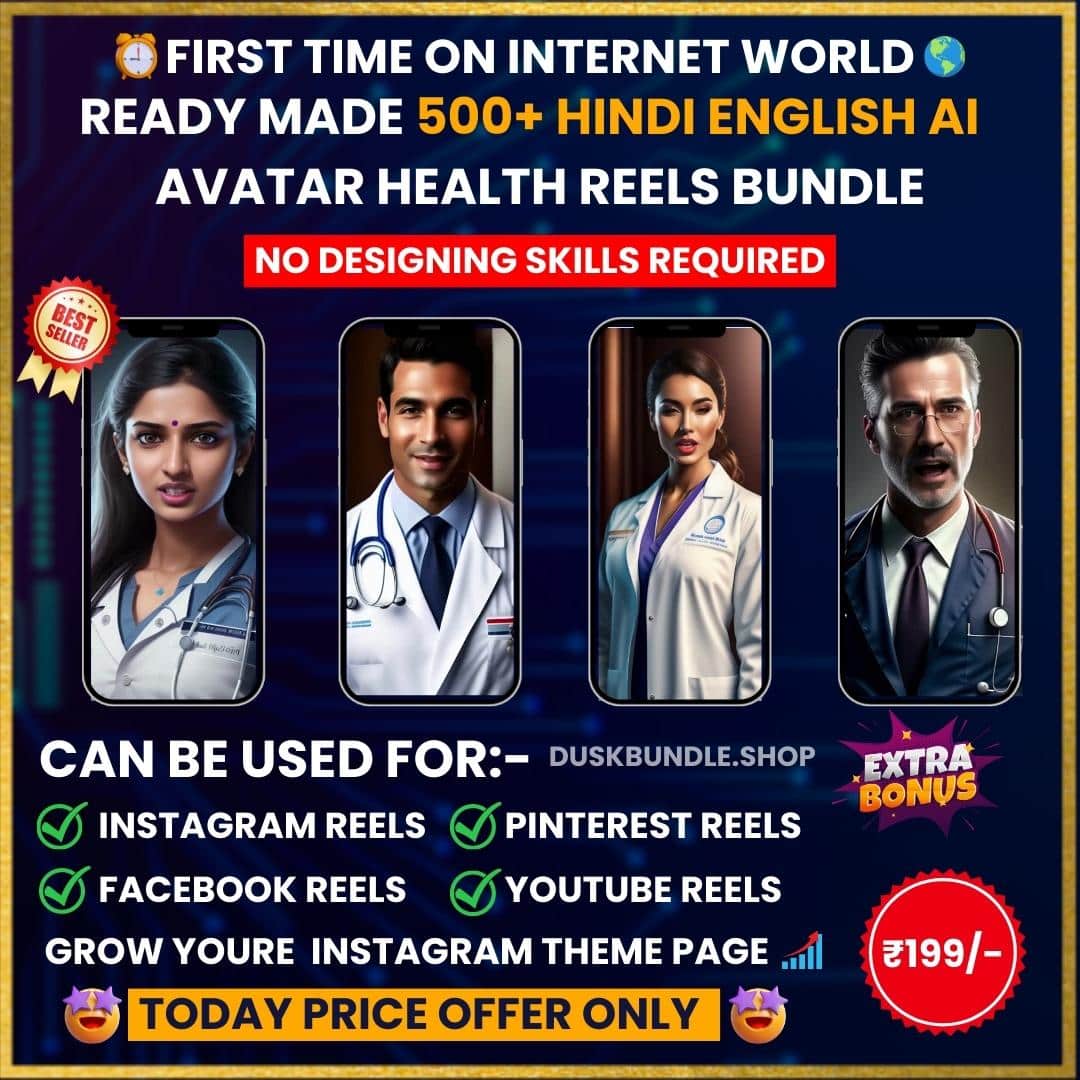 FIRST TIME ON INTERNET WORLD
READY MADE 500+ HINDI ENGLISH AI
AVATAR HEALTH REELS BUNDLE
NO DESIGNING SKILLS REQUIRED
BEST
SELLER
CAN BE USED FOR:-
DUSKBUNDLE.SHOP
EXTRA
BONUS
INSTAGRAM REELS
PINTEREST REELS
FACEBOOK REELS
YOUTUBE REELS
GROW YOURE INSTAGRAM THEME PAGE
₹199/-
TODAY PRICE OFFER ONLY